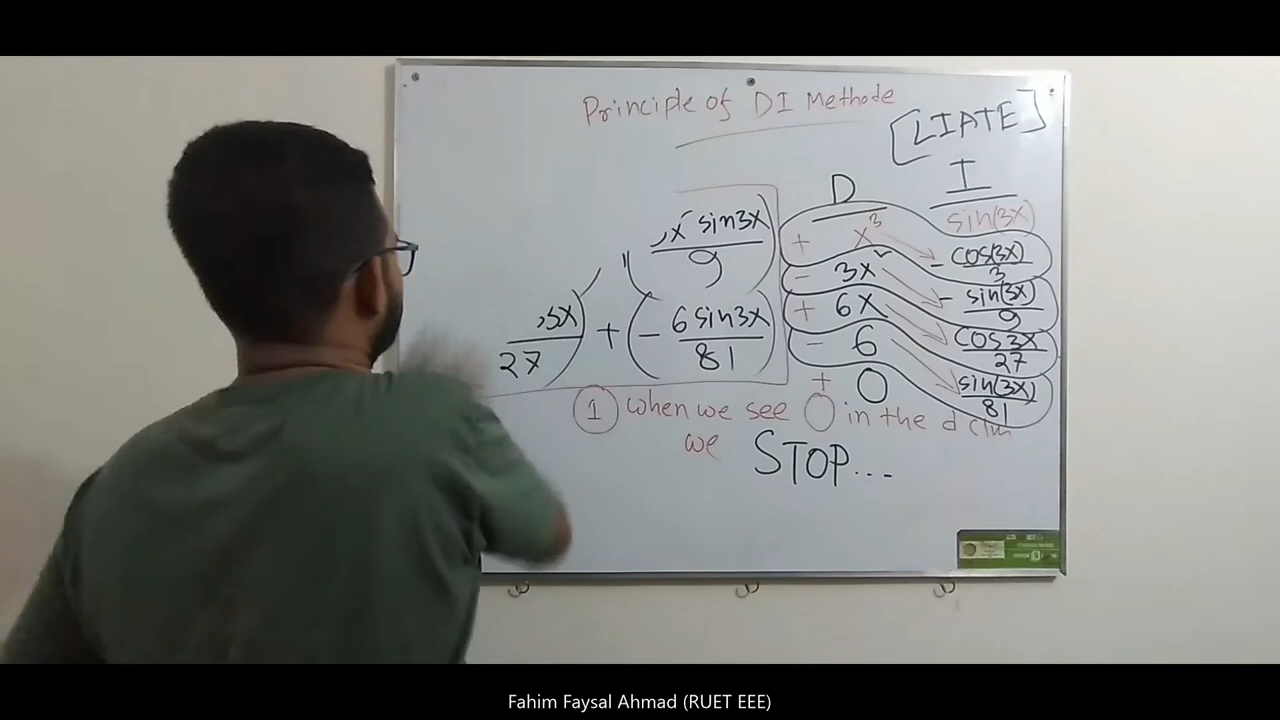 Principle of DI Methode
[LIATE]
D I
+ x³ sin(3x)
- 3x - cos(3x)/3
+ 6x - sin(3x)/9
- 6 cos3x/27
+ 0 sin(3x)/81
x sin3x/9
27) + (- 6 sin3x/81)
① when we see 0 in the d clm
we STOP...
Fahim Faysal Ahmad (RUET EEE)